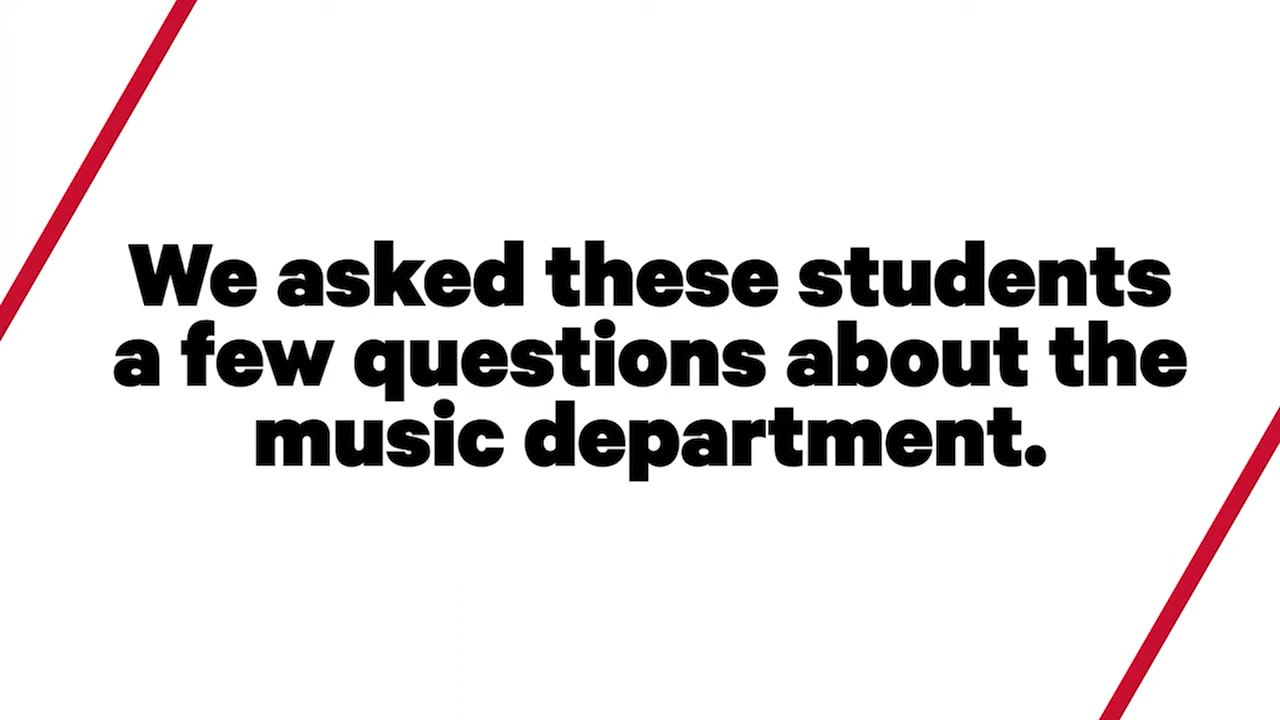 We asked these students
a few questions about the
music department.